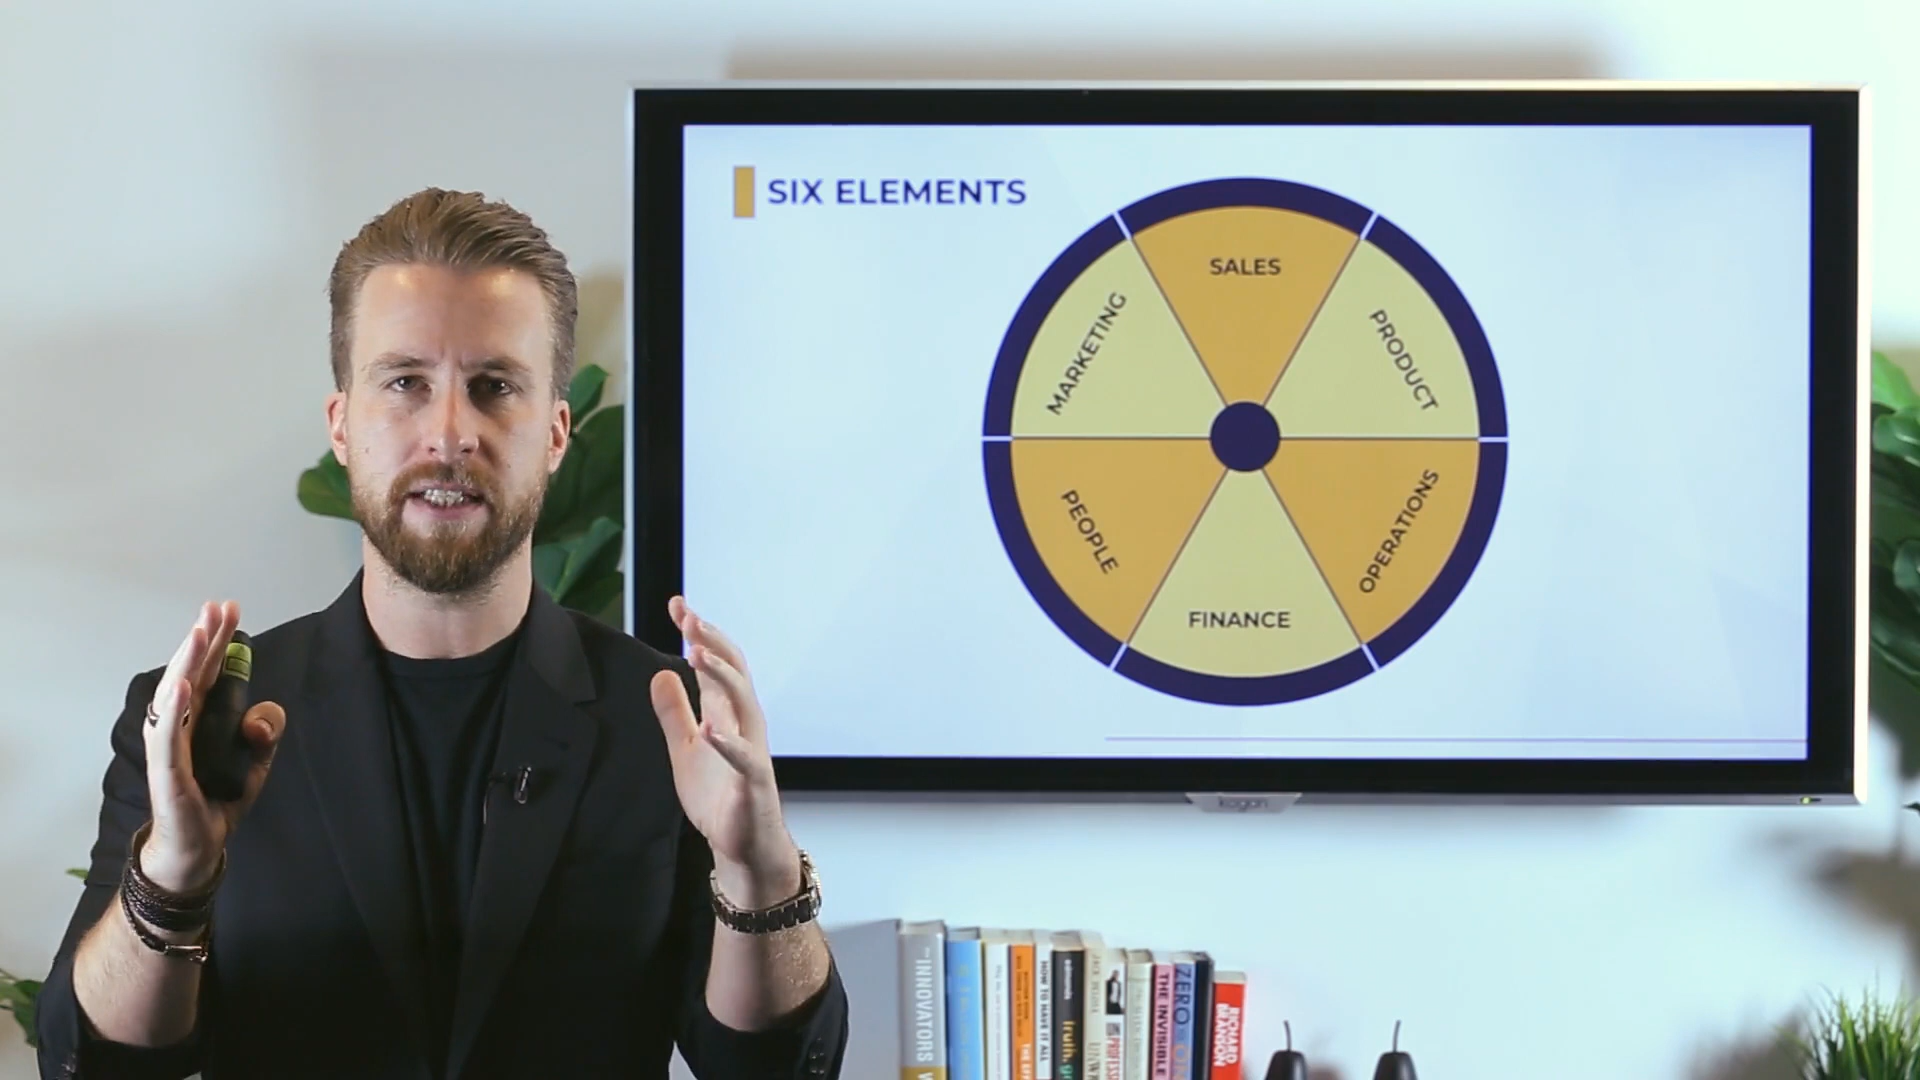 SIX ELEMENTS
SALES
PRODUCT
OPERATIONS
FINANCE
PEOPLE
MARKETING
kogan
"INNOVATORS
HOW TO HAVE IT ALL
THE INVISIBLE
ZERO
RICHARD
BRANSON